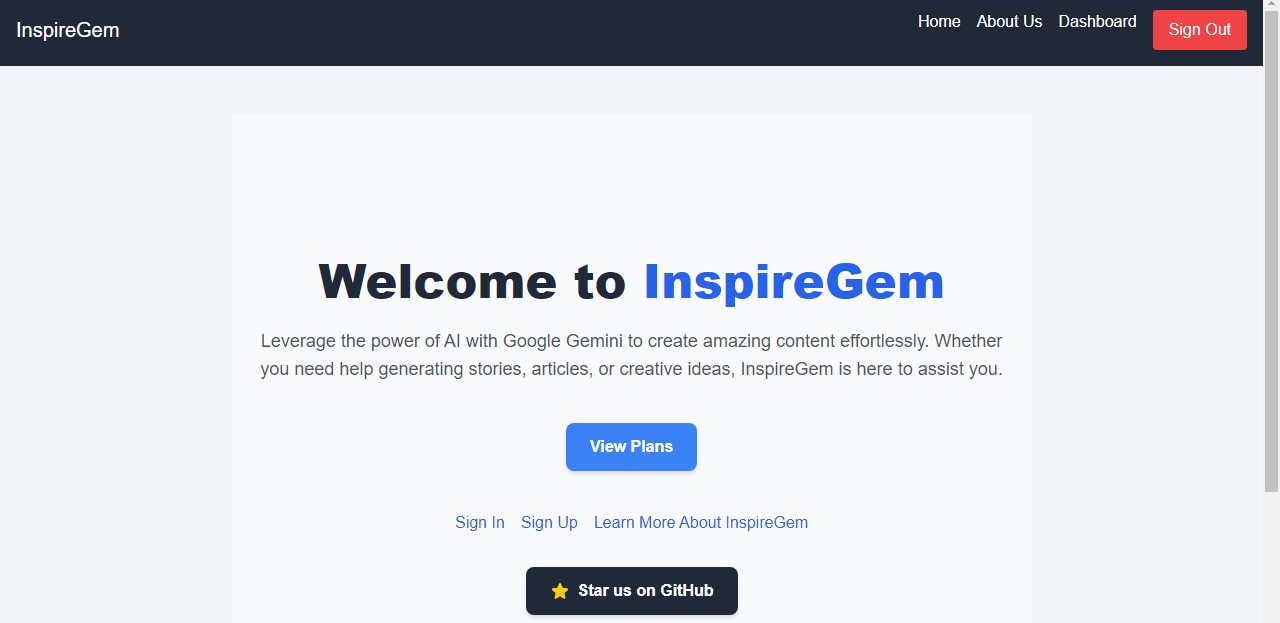 InspireGem
Home About Us Dashboard Sign Out
Welcome to InspireGem
Leverage the power of AI with Google Gemini to create amazing content effortlessly. Whether
you need help generating stories, articles, or creative ideas, InspireGem is here to assist you.
View Plans
Sign In Sign Up Learn More About InspireGem
Star us on GitHub